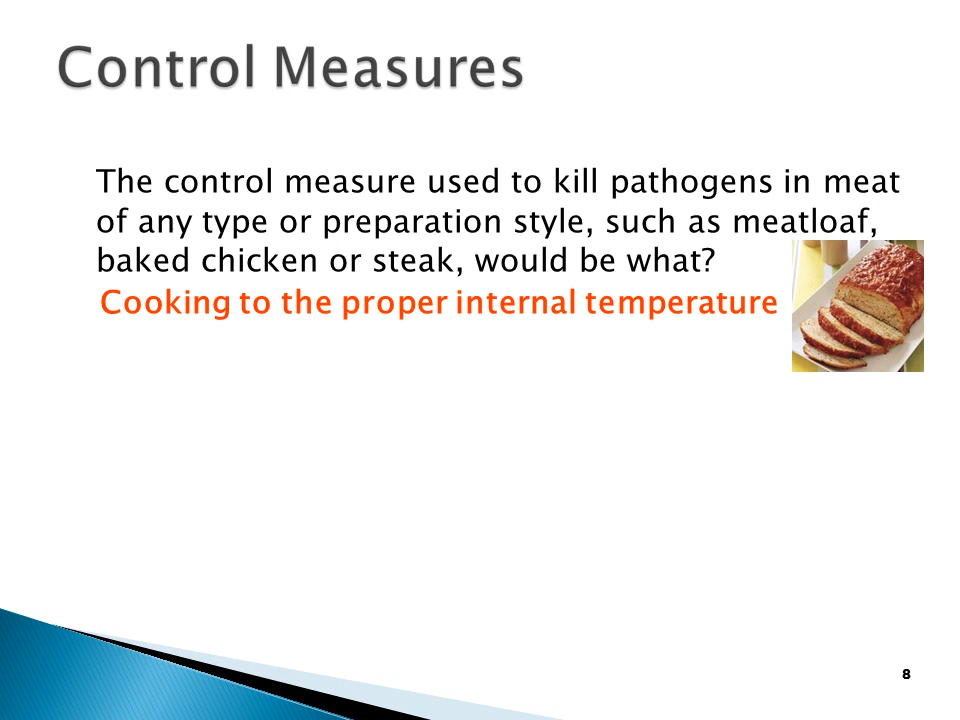 Control Measures
The control measure used to kill pathogens in meat
of any type or preparation style, such as meatloaf,
baked chicken or steak, would be what?
Cooking to the proper internal temperature
8